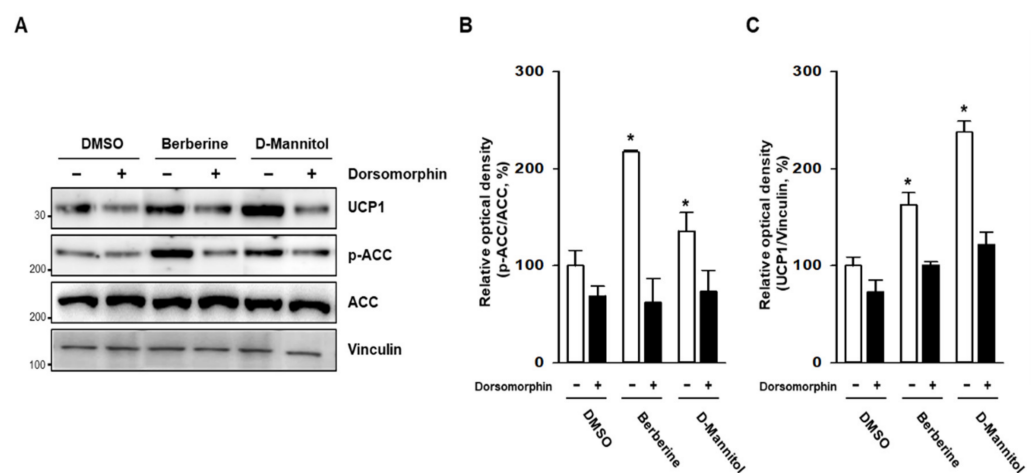 A
DMSO Berberine D-Mannitol
− + − + − + Dorsomorphin
30 UCP1
200 p-ACC
200 ACC
100 Vinculin
B
Relative optical density
(p-ACC/ACC, %)
300
200
100
0
Dorsomorphin − + − + − +
DMSO
Berberine
D-Mannitol
* *
C
Relative optical density
(UCP1/Vinculin, %)
300
200
100
0
Dorsomorphin − + − + − +
DMSO
Berberine
D-Mannitol
* *